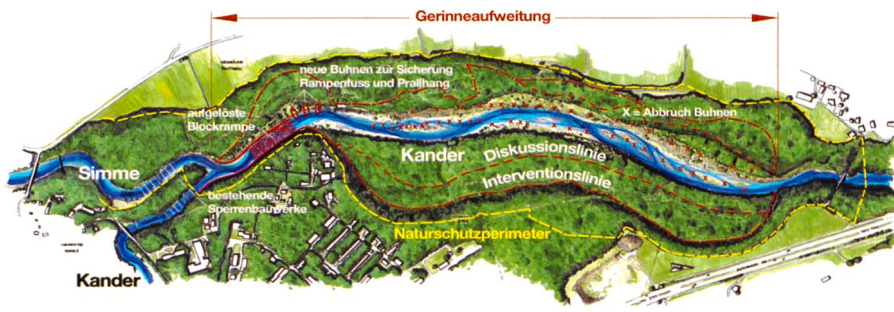 Gerinneaufweitung
neue Buhnen zur Sicherung
Rampenfuss und Prallhang
aufgelöste
Blockrampe
X = Abbruch Buhnen
Simme
Kander
Diskussionslinie
Interventionslinie
bestehende
Sperrenbauwerke
Naturschutzperimeter
Kander